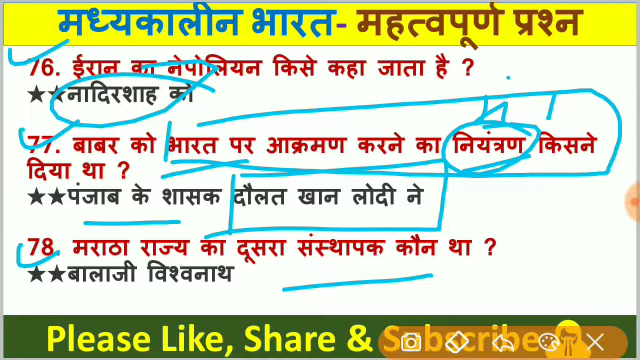 मध्यकालीन भारत- महत्वपूर्ण प्रश्न
76. ईरान का नेपोलियन किसे कहा जाता है ?
★★नादिरशाह को
77. बाबर को भारत पर आक्रमण करने का नियंत्रण किसने
दिया था ?
★★पंजाब के शासक दौलत खान लोदी ने
78. मराठा राज्य का दूसरा संस्थापक कौन था ?
★★बालाजी विश्वनाथ
Please Like, Share & Subscribe